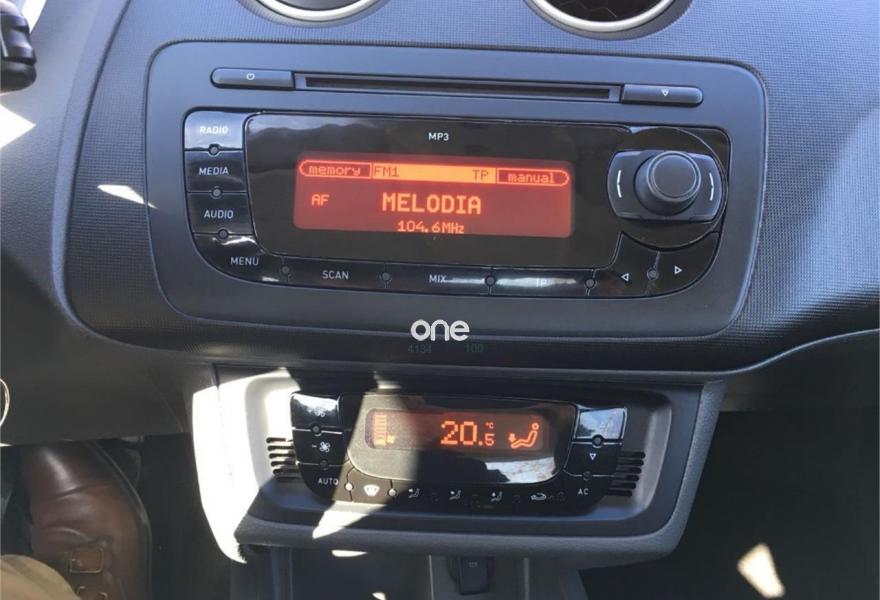 MP3
RADIO
MEDIA
AUDIO
MENU SCAN MIX TP
memory FM1 TP manual
AF MELODIA
104.6MHz
one
4134 100
20.5 °C
AUTO
AC